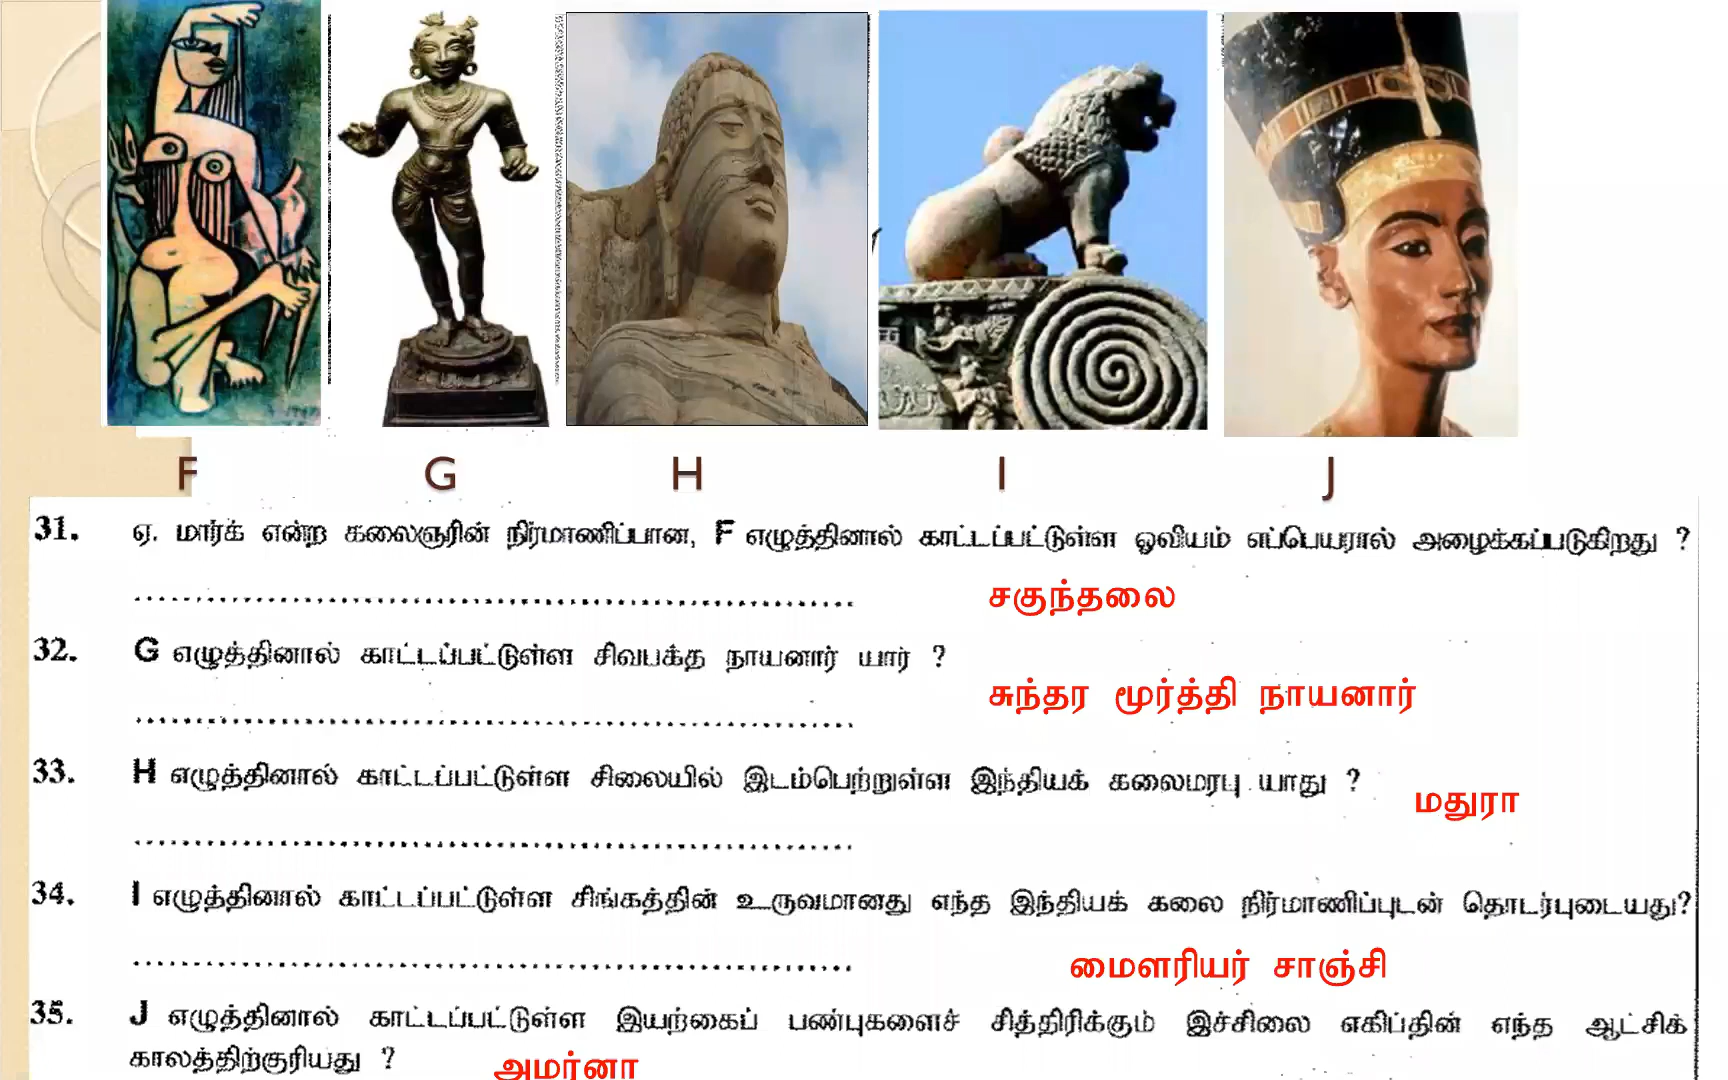 F G H I J
31. ஏ. மார்க் என்ற கலைஞரின் நிர்மாணிப்பான, F எழுத்தினால் காட்டப்பட்டுள்ள ஓவியம் எப்பெயரால் அழைக்கப்படுகிறது ?
சகுந்தலை
32. G எழுத்தினால் காட்டப்பட்டுள்ள சிவபக்த நாயனார் யார் ?
சுந்தர மூர்த்தி நாயனார்
33. H எழுத்தினால் காட்டப்பட்டுள்ள சிலையில் இடம்பெற்றுள்ள இந்தியக் கலைமரபு யாது ?
மதுரா
34. I எழுத்தினால் காட்டப்பட்டுள்ள சிங்கத்தின் உருவமானது எந்த இந்தியக் கலை நிர்மாணிப்புடன் தொடர்புடையது?
மைளரியர் சாஞ்சி
35. J எழுத்தினால் காட்டப்பட்டுள்ள இயற்கைப் பண்புகளைச் சித்திரிக்கும் இச்சிலை எகிப்தின் எந்த ஆட்சிக்
காலத்திற்குரியது ?
அமர்னா